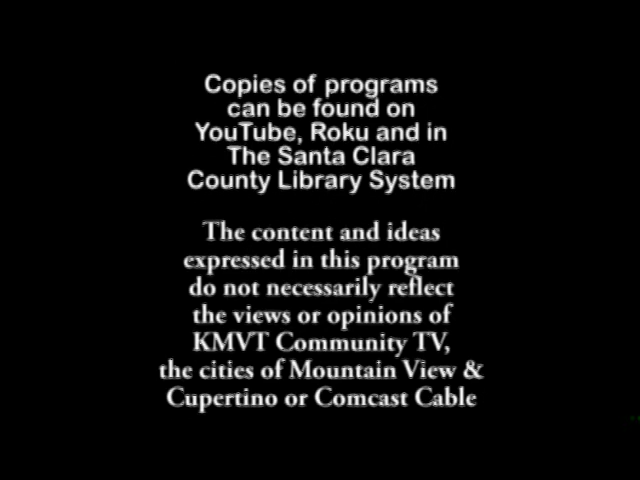 Copies of programs
can be found on
YouTube, Roku and in
The Santa Clara
County Library System
The content and ideas
expressed in this program
do not necessarily reflect
the views or opinions of
KMVT Community TV,
the cities of Mountain View &
Cupertino or Comcast Cable